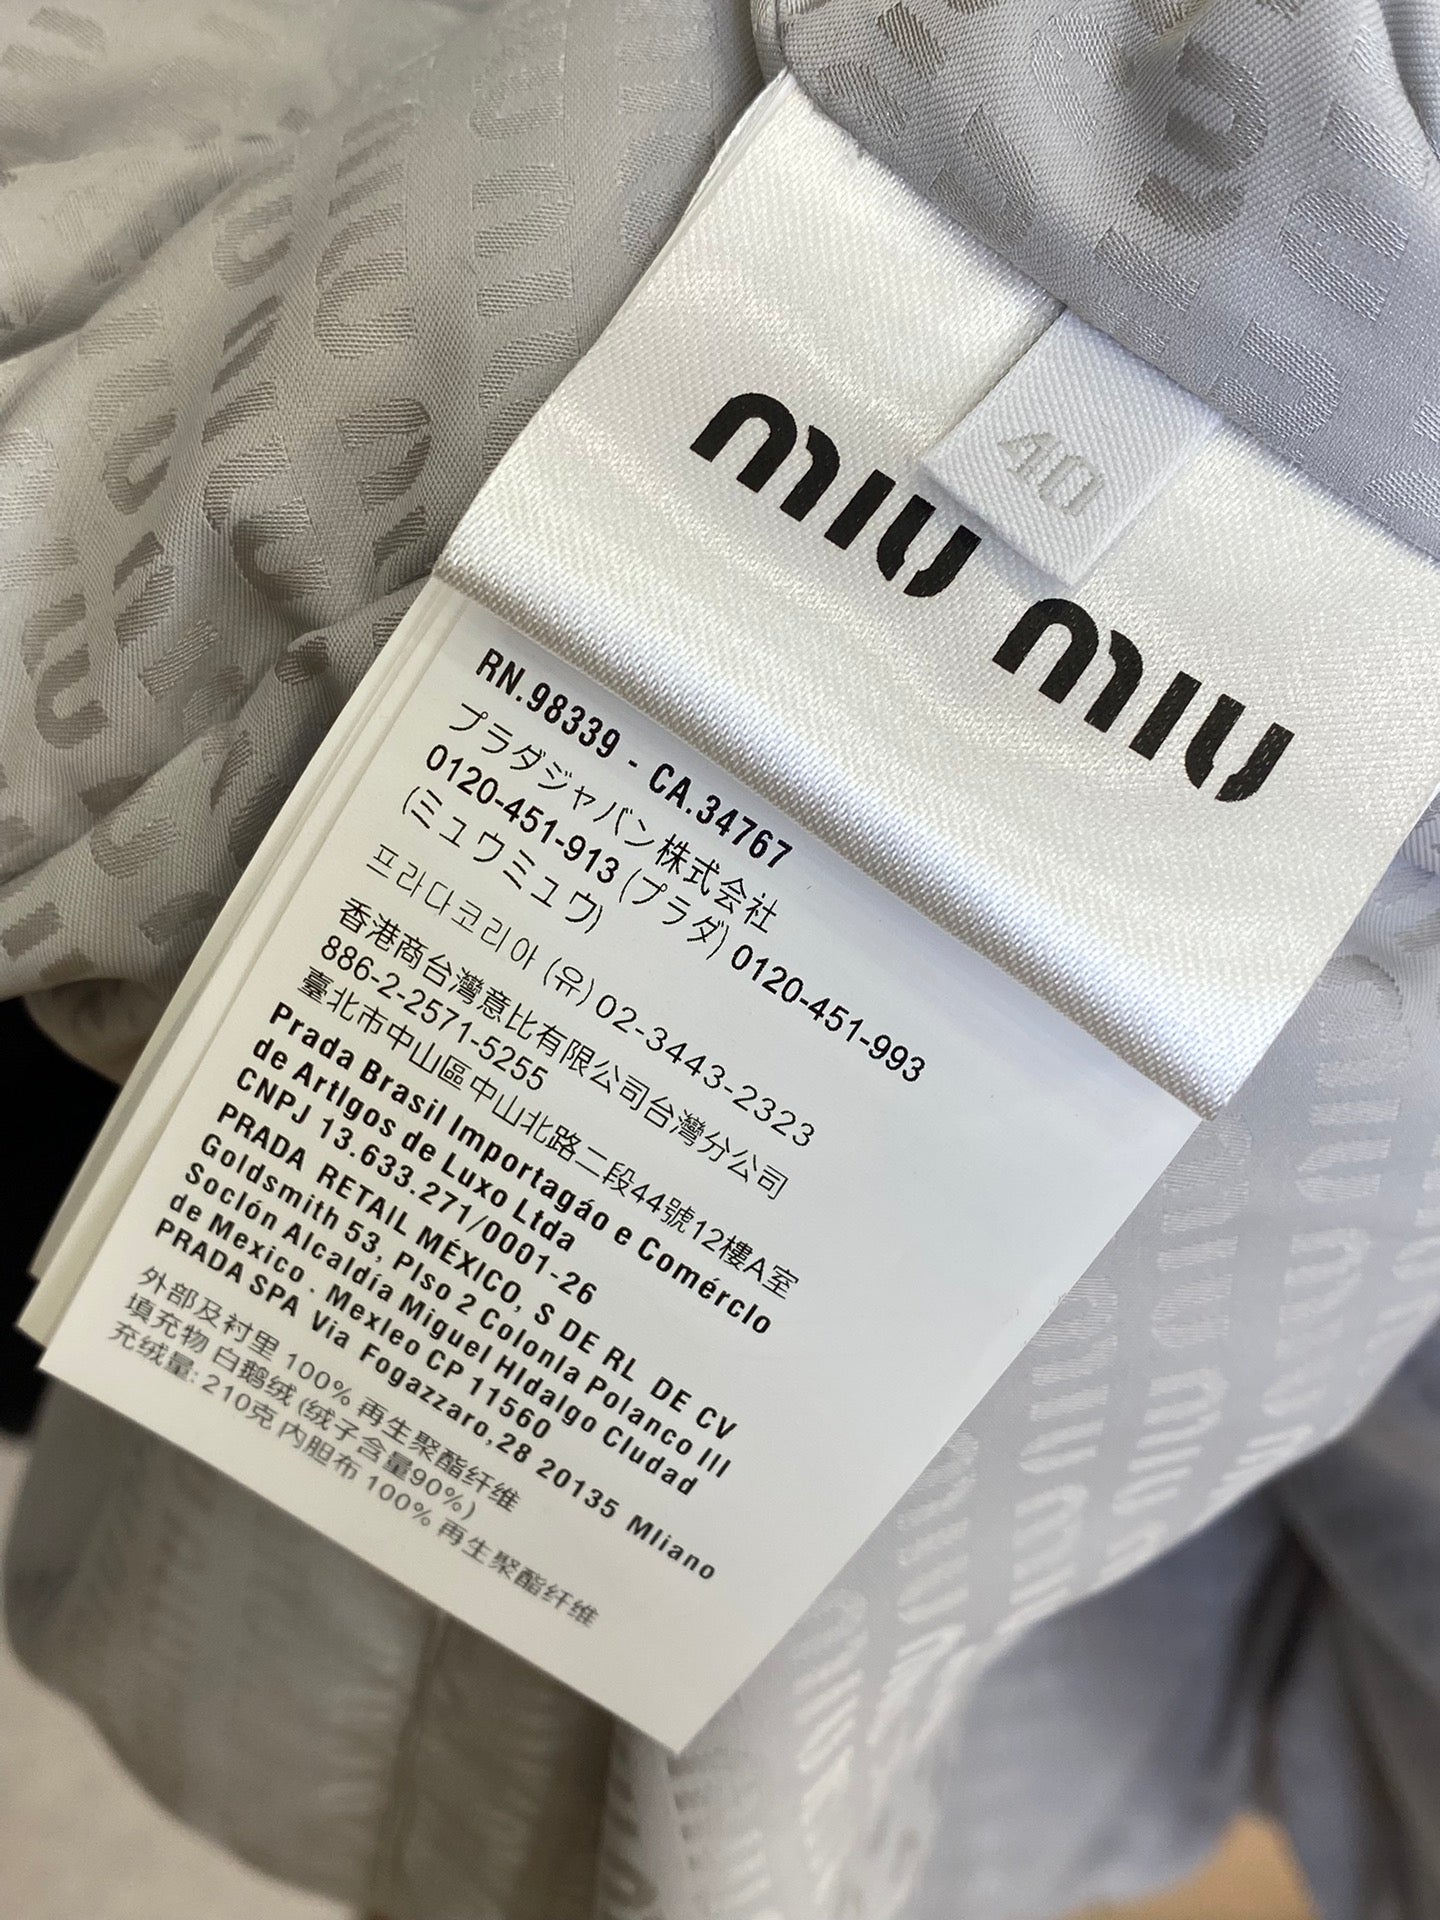 miu miu
40
RN.98339 - CA.34767
プラダジャバン株式会社
0120-451-913 (プラダ) 0120-451-993
(ミュウミュウ)
프라다코리아 (유) 02-3443-2323
香港商台灣意比有限公司台灣分公司
886-2-2571-5255
臺北市中山區中山北路二段44號12樓A室
Prada Brasil Importagáo e Comérclo
de ArtIgos de Luxo Ltda
CNPJ 13.633.271/0001-26
PRADA RETAIL MÉXICO, S DE RL DE CV
Goldsmith 53, PIso 2 ColonIa Polanco III
Soclón Alcaldía Miguel HIdalgo CIudad
de Mexico . Mexleo CP 11560
PRADA SPA Via Fogazzaro,28 20135 MIiano
外部及衬里 100% 再生聚酯纤维
填充物 白鹅绒 (绒子含量90%)
充绒量: 210克 内胆布 100% 再生聚酯纤维